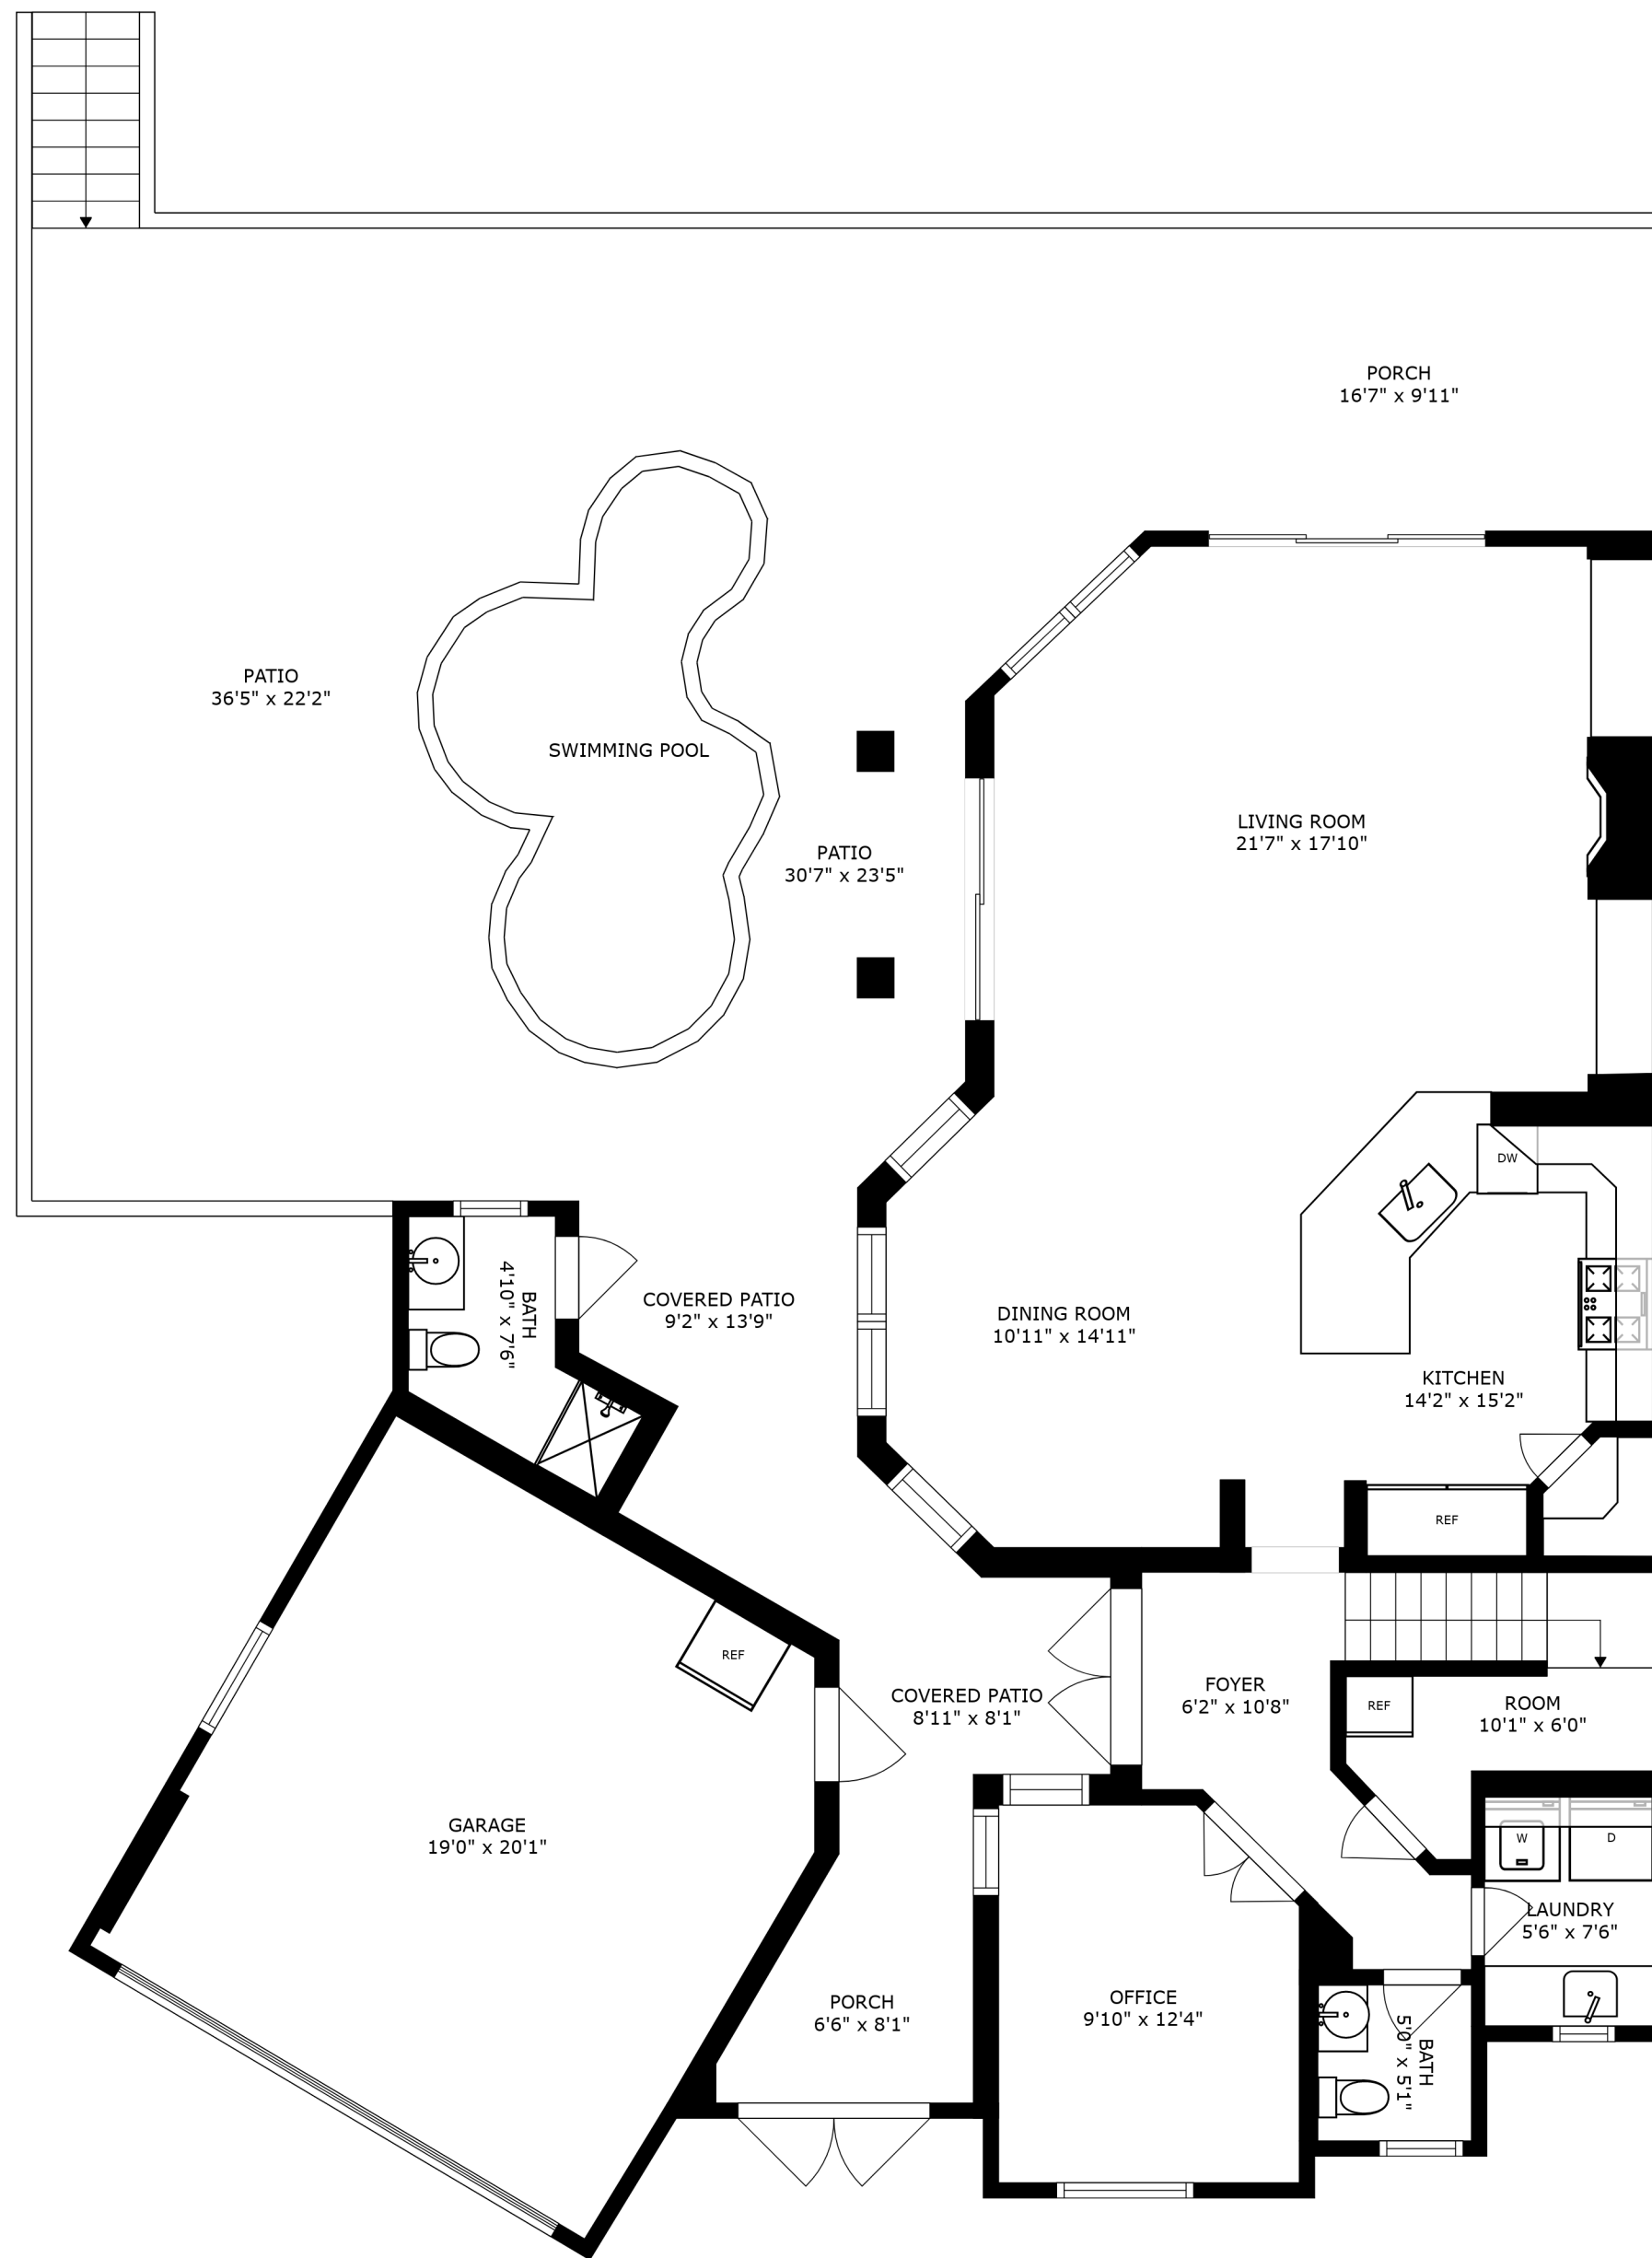 PORCH
16'7" x 9'11"
PATIO
36'5" x 22'2"
SWIMMING POOL
LIVING ROOM
21'7" x 17'10"
PATIO
30'7" x 23'5"
DW
BATH
4'10" x 7'6"
COVERED PATIO
9'2" x 13'9"
DINING ROOM
10'11" x 14'11"
KITCHEN
14'2" x 15'2"
REF
REF
COVERED PATIO
8'11" x 8'1"
FOYER
6'2" x 10'8"
REF
ROOM
10'1" x 6'0"
GARAGE
19'0" x 20'1"
W
D
LAUNDRY
5'6" x 7'6"
PORCH
6'6" x 8'1"
OFFICE
9'10" x 12'4"
BATH
5'0" x 5'1"